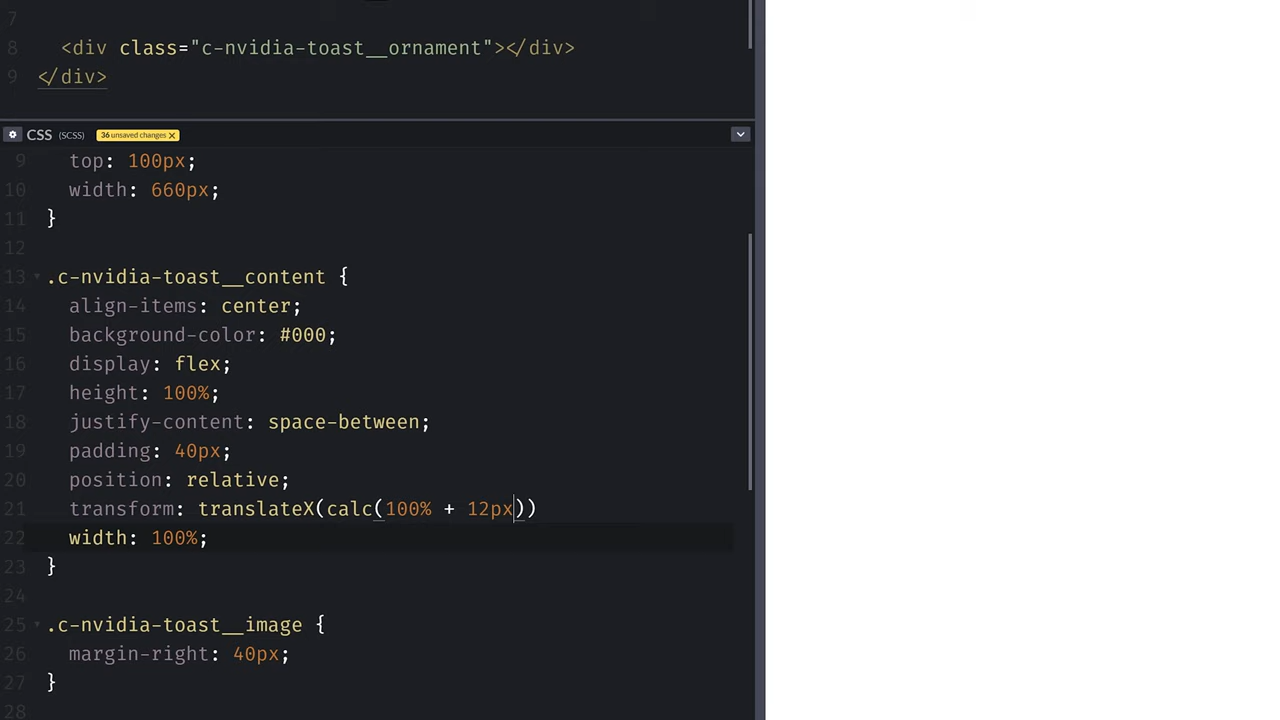 7
8 <div class="c-nvidia-toast__ornament"></div>
9 </div>
CSS (SCSS) 36 unsaved changes ×
9 top: 100px;
10 width: 660px;
11 }
12
13 .c-nvidia-toast__content {
14 align-items: center;
15 background-color: #000;
16 display: flex;
17 height: 100%;
18 justify-content: space-between;
19 padding: 40px;
20 position: relative;
21 transform: translateX(calc(100% + 12px))
22 width: 100%;
23 }
24
25 .c-nvidia-toast__image {
26 margin-right: 40px;
27 }
28